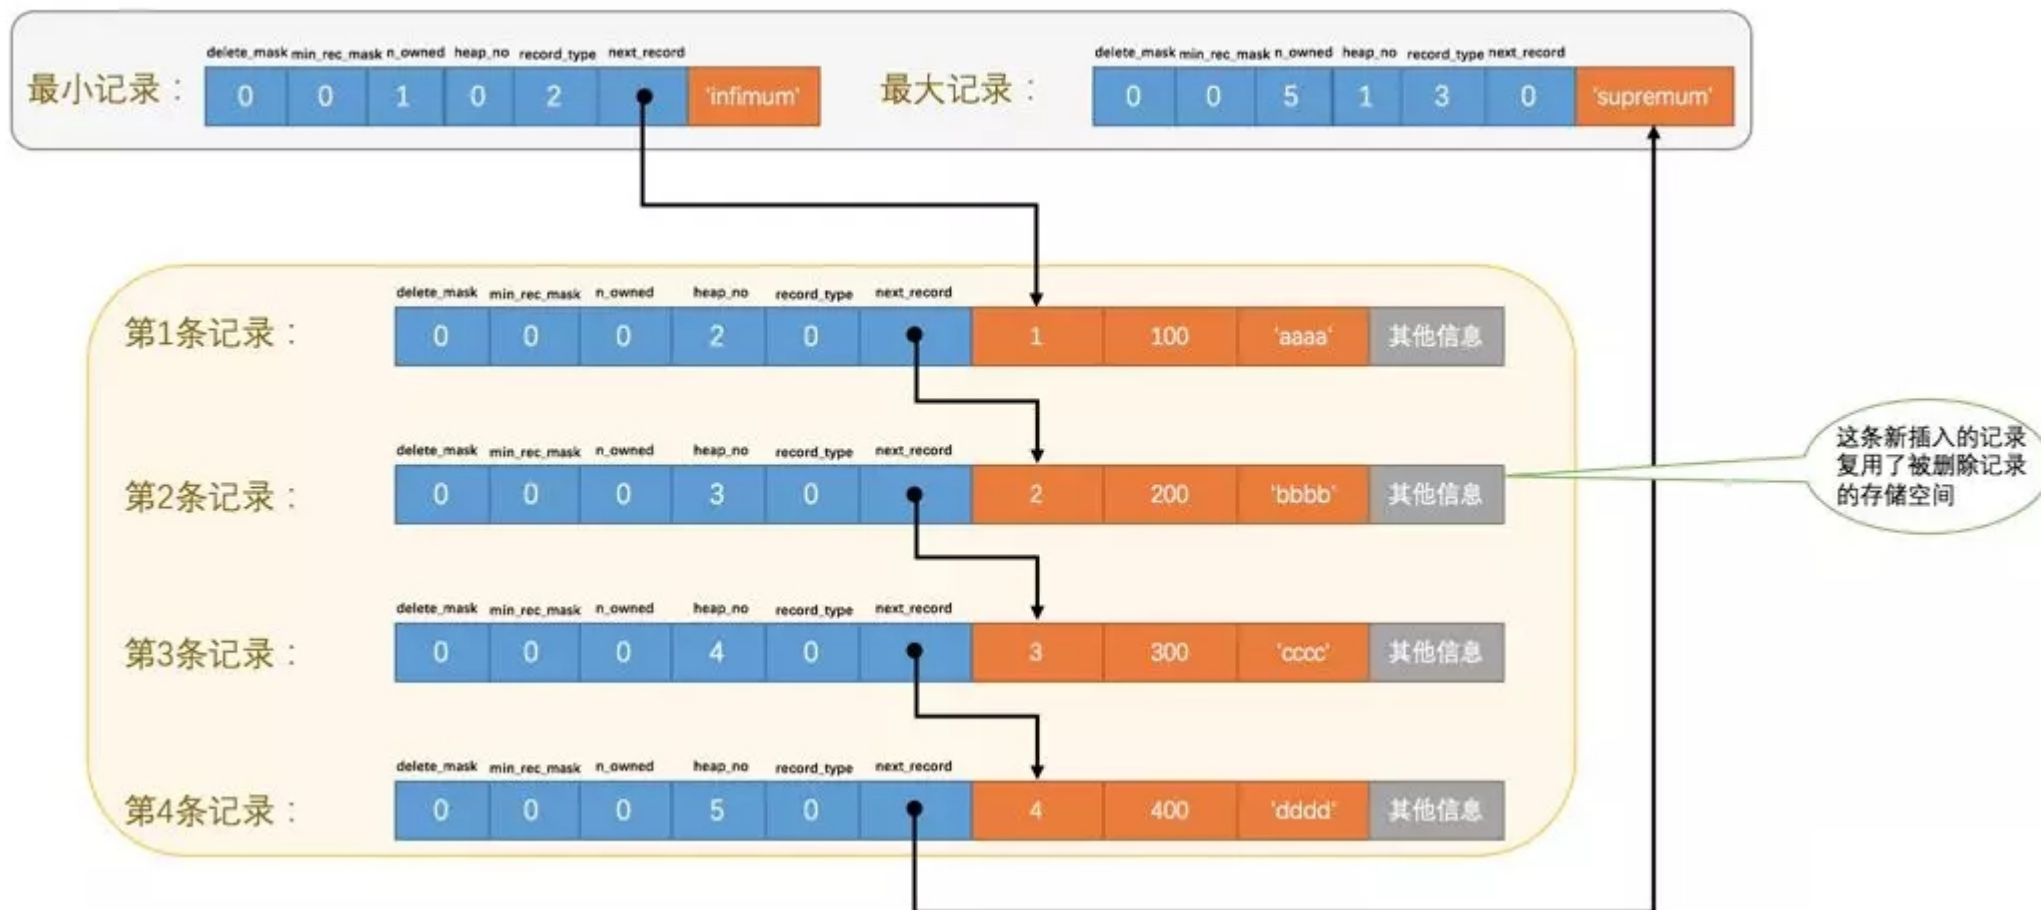 delete_mask min_rec_mask n_owned heap_no record_type next_record
最小记录： 0 0 1 0 2 'infimum'
delete_mask min_rec_mask n_owned heap_no record_type next_record
最大记录： 0 0 5 1 3 0 'supremum'
delete_mask min_rec_mask n_owned heap_no record_type next_record
第1条记录： 0 0 0 2 0 1 100 'aaaa' 其他信息
delete_mask min_rec_mask n_owned heap_no record_type next_record
第2条记录： 0 0 0 3 0 2 200 'bbbb' 其他信息
这条新插入的记录
复用了被删除记录
的存储空间
delete_mask min_rec_mask n_owned heap_no record_type next_record
第3条记录： 0 0 0 4 0 3 300 'cccc' 其他信息
delete_mask min_rec_mask n_owned heap_no record_type next_record
第4条记录： 0 0 0 5 0 4 400 'dddd' 其他信息